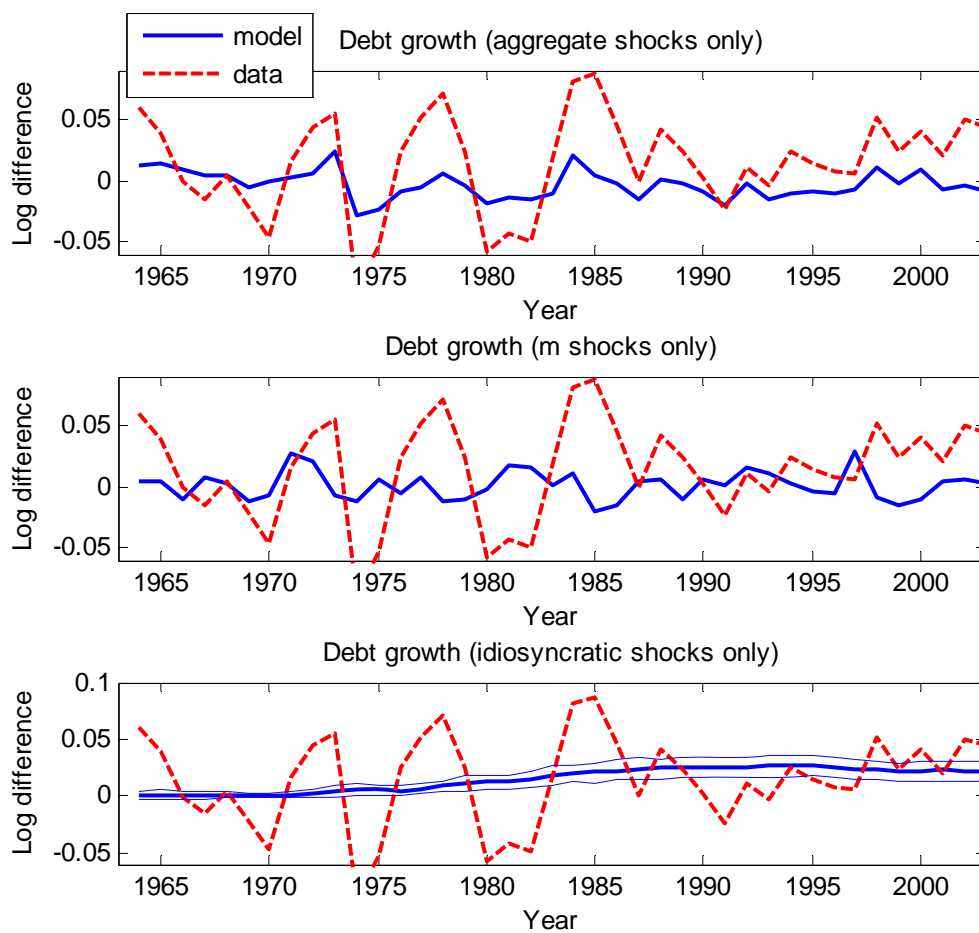 model
data
Debt growth (aggregate shocks only)
0.05
0
-0.05
Log difference
1965 1970 1975 1980 1985 1990 1995 2000
Year
Debt growth (m shocks only)
0.05
0
-0.05
Log difference
1965 1970 1975 1980 1985 1990 1995 2000
Year
Debt growth (idiosyncratic shocks only)
0.1
0.05
0
-0.05
Log difference
1965 1970 1975 1980 1985 1990 1995 2000
Year